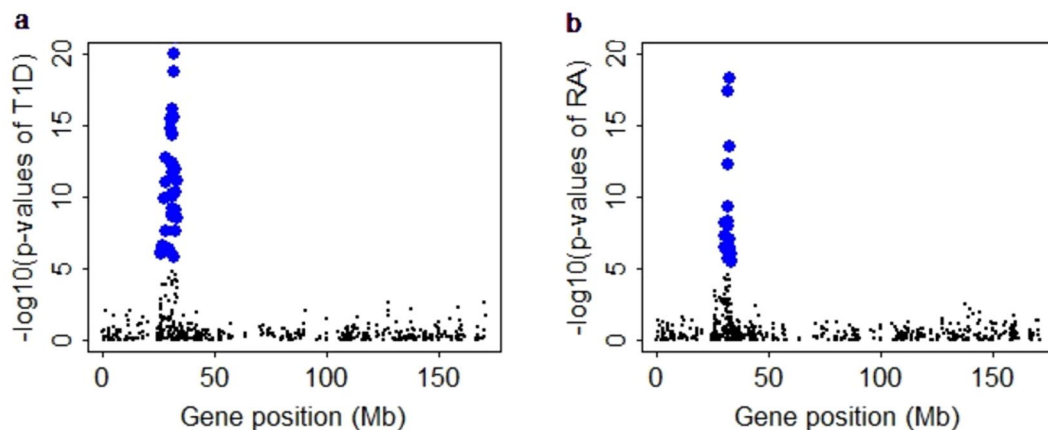 a
-log10(p-values of T1D)
20
15
10
5
0
0 50 100 150
Gene position (Mb)
b
-log10(p-values of RA)
20
15
10
5
0
0 50 100 150
Gene position (Mb)